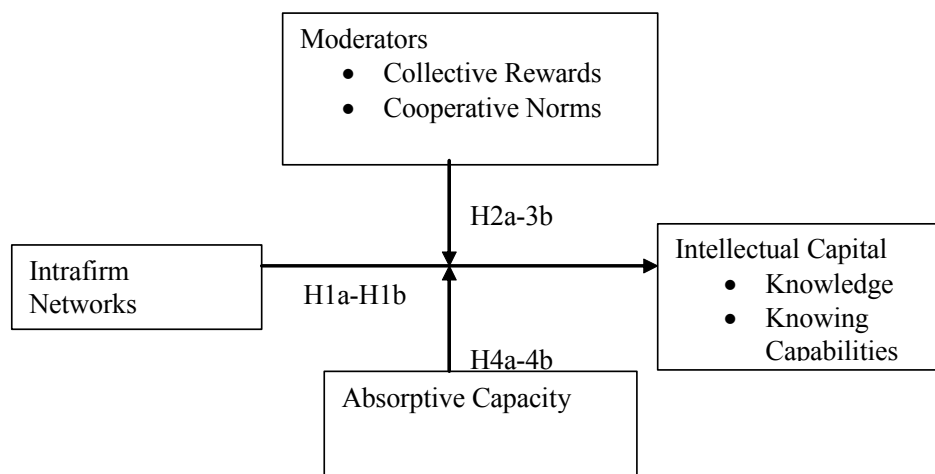 Moderators
• Collective Rewards
• Cooperative Norms
H2a-3b
Intrafirm
Networks
H1a-H1b
Intellectual Capital
• Knowledge
• Knowing
Capabilities
H4a-4b
Absorptive Capacity